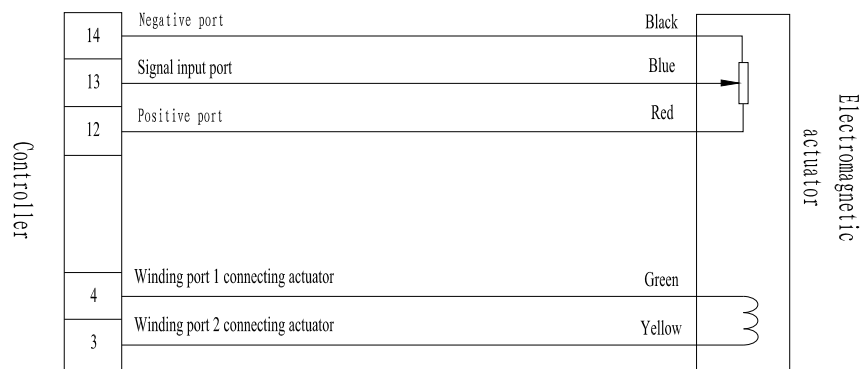 14
Negative port
Black
13
Signal input port
Blue
12
Positive port
Red
Controller
Electromagnetic
actuator
4
Winding port 1 connecting actuator
Green
3
Winding port 2 connecting actuator
Yellow